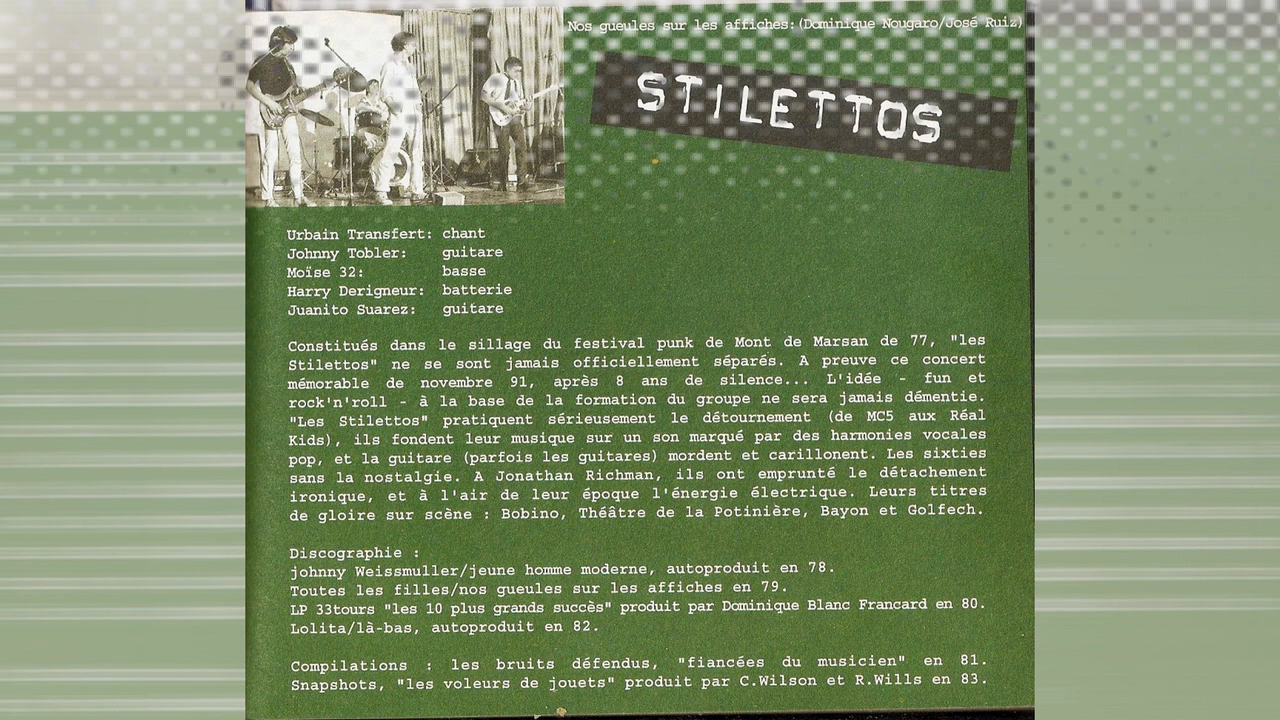 Nos gueules sur les affiches:(Dominique Nougaro/José Ruiz)
STILETTOS
Urbain Transfert: chant
Johnny Tobler: guitare
Moïse 32: basse
Harry Derigneur: batterie
Juanito Suarez: guitare
Constitués dans le sillage du festival punk de Mont de Marsan de 77, "les
Stilettos" ne se sont jamais officiellement séparés. A preuve ce concert
mémorable de novembre 91, après 8 ans de silence... L'idée - fun et
rock'n'roll - à la base de la formation du groupe ne sera jamais démentie.
"Les Stilettos" pratiquent sérieusement le détournement (de MC5 aux Réal
Kids), ils fondent leur musique sur un son marqué par des harmonies vocales
pop, et la guitare (parfois les guitares) mordent et carillonent. Les sixties
sans la nostalgie. A Jonathan Richman, ils ont emprunté le détachement
ironique, et à l'air de leur époque l'énergie électrique. Leurs titres
de gloire sur scène : Bobino, Théâtre de la Potinière, Bayon et Golfech.
Discographie :
johnny Weissmuller/jeune homme moderne, autoproduit en 78.
Toutes les filles/nos gueules sur les affiches en 79.
LP 33tours "les 10 plus grands succès" produit par Dominique Blanc Francard en 80.
Lolita/là-bas, autoproduit en 82.
Compilations : les bruits défendus, "fiancées du musicien" en 81.
Snapshots, "les voleurs de jouets" produit par C.Wilson et R.Wills en 83.